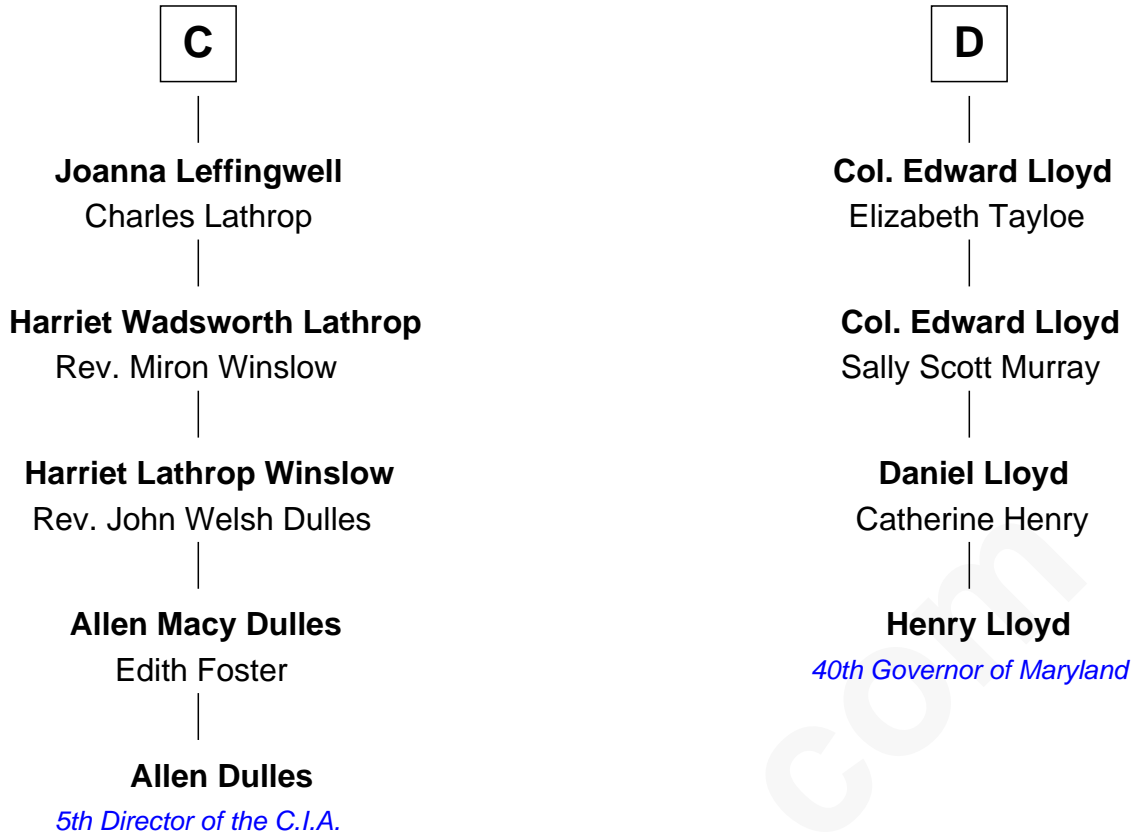 C
Joanna Leffingwell
Charles Lathrop
Harriet Wadsworth Lathrop
Rev. Miron Winslow
Harriet Lathrop Winslow
Rev. John Welsh Dulles
Allen Macy Dulles
Edith Foster
Allen Dulles
5th Director of the C.I.A.
D
Col. Edward Lloyd
Elizabeth Tayloe
Col. Edward Lloyd
Sally Scott Murray
Daniel Lloyd
Catherine Henry
Henry Lloyd
40th Governor of Maryland
com